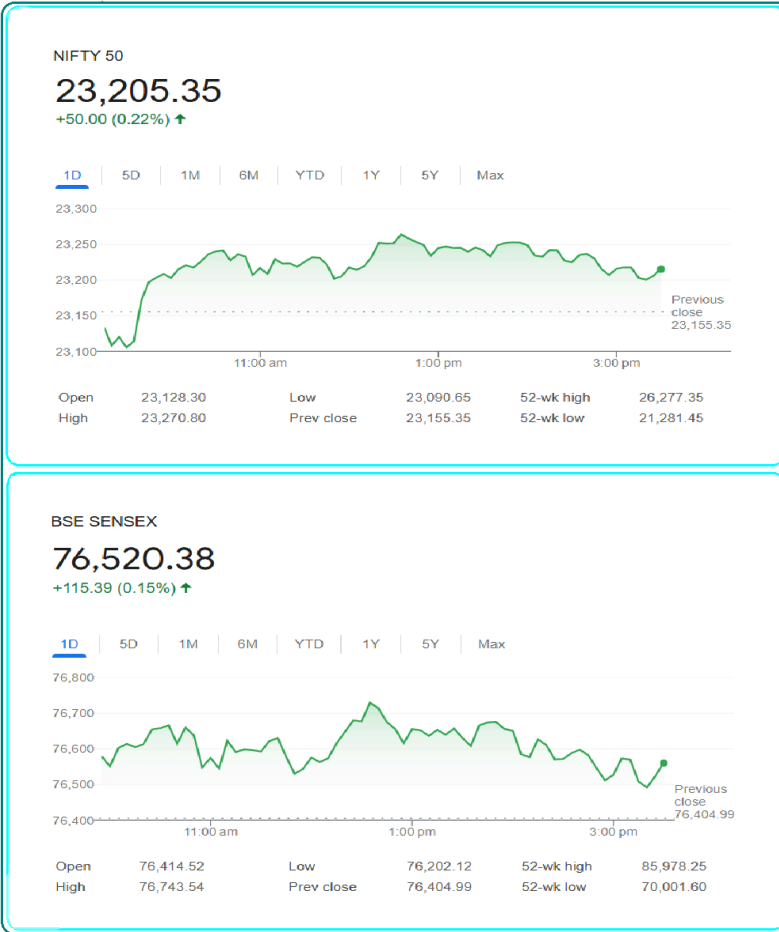 NIFTY 50
23,205.35
+50.00 (0.22%) ↑
1D 5D 1M 6M YTD 1Y 5Y Max
23,300
23,250
23,200
23,150
23,100
Previous
close
23,155.35
11:00 am 1:00 pm 3:00 pm
Open 23,128.30 Low 23,090.65 52-wk high 26,277.35
High 23,270.80 Prev close 23,155.35 52-wk low 21,281.45
BSE SENSEX
76,520.38
+115.39 (0.15%) ↑
1D 5D 1M 6M YTD 1Y 5Y Max
76,800
76,700
76,600
76,500
76,400
Previous
close
76,404.99
11:00 am 1:00 pm 3:00 pm
Open 76,414.52 Low 76,202.12 52-wk high 85,978.25
High 76,743.54 Prev close 76,404.99 52-wk low 70,001.60